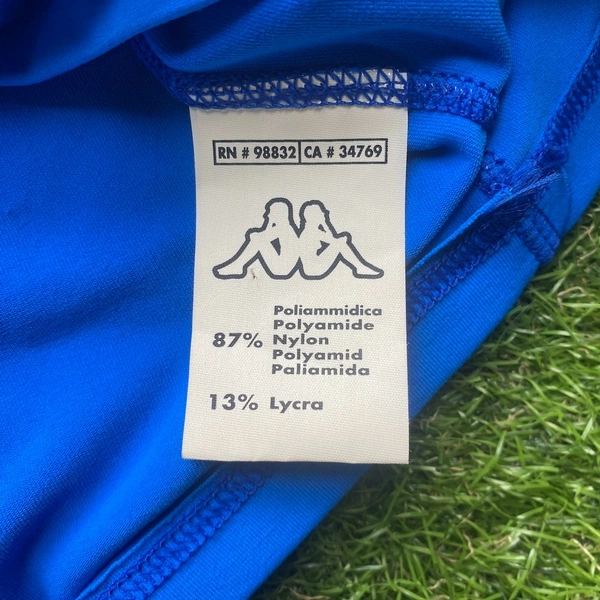 RN # 98832 CA # 34769
Poliammidica
Polyamide
87% Nylon
Polyamid
Paliamida
13% Lycra